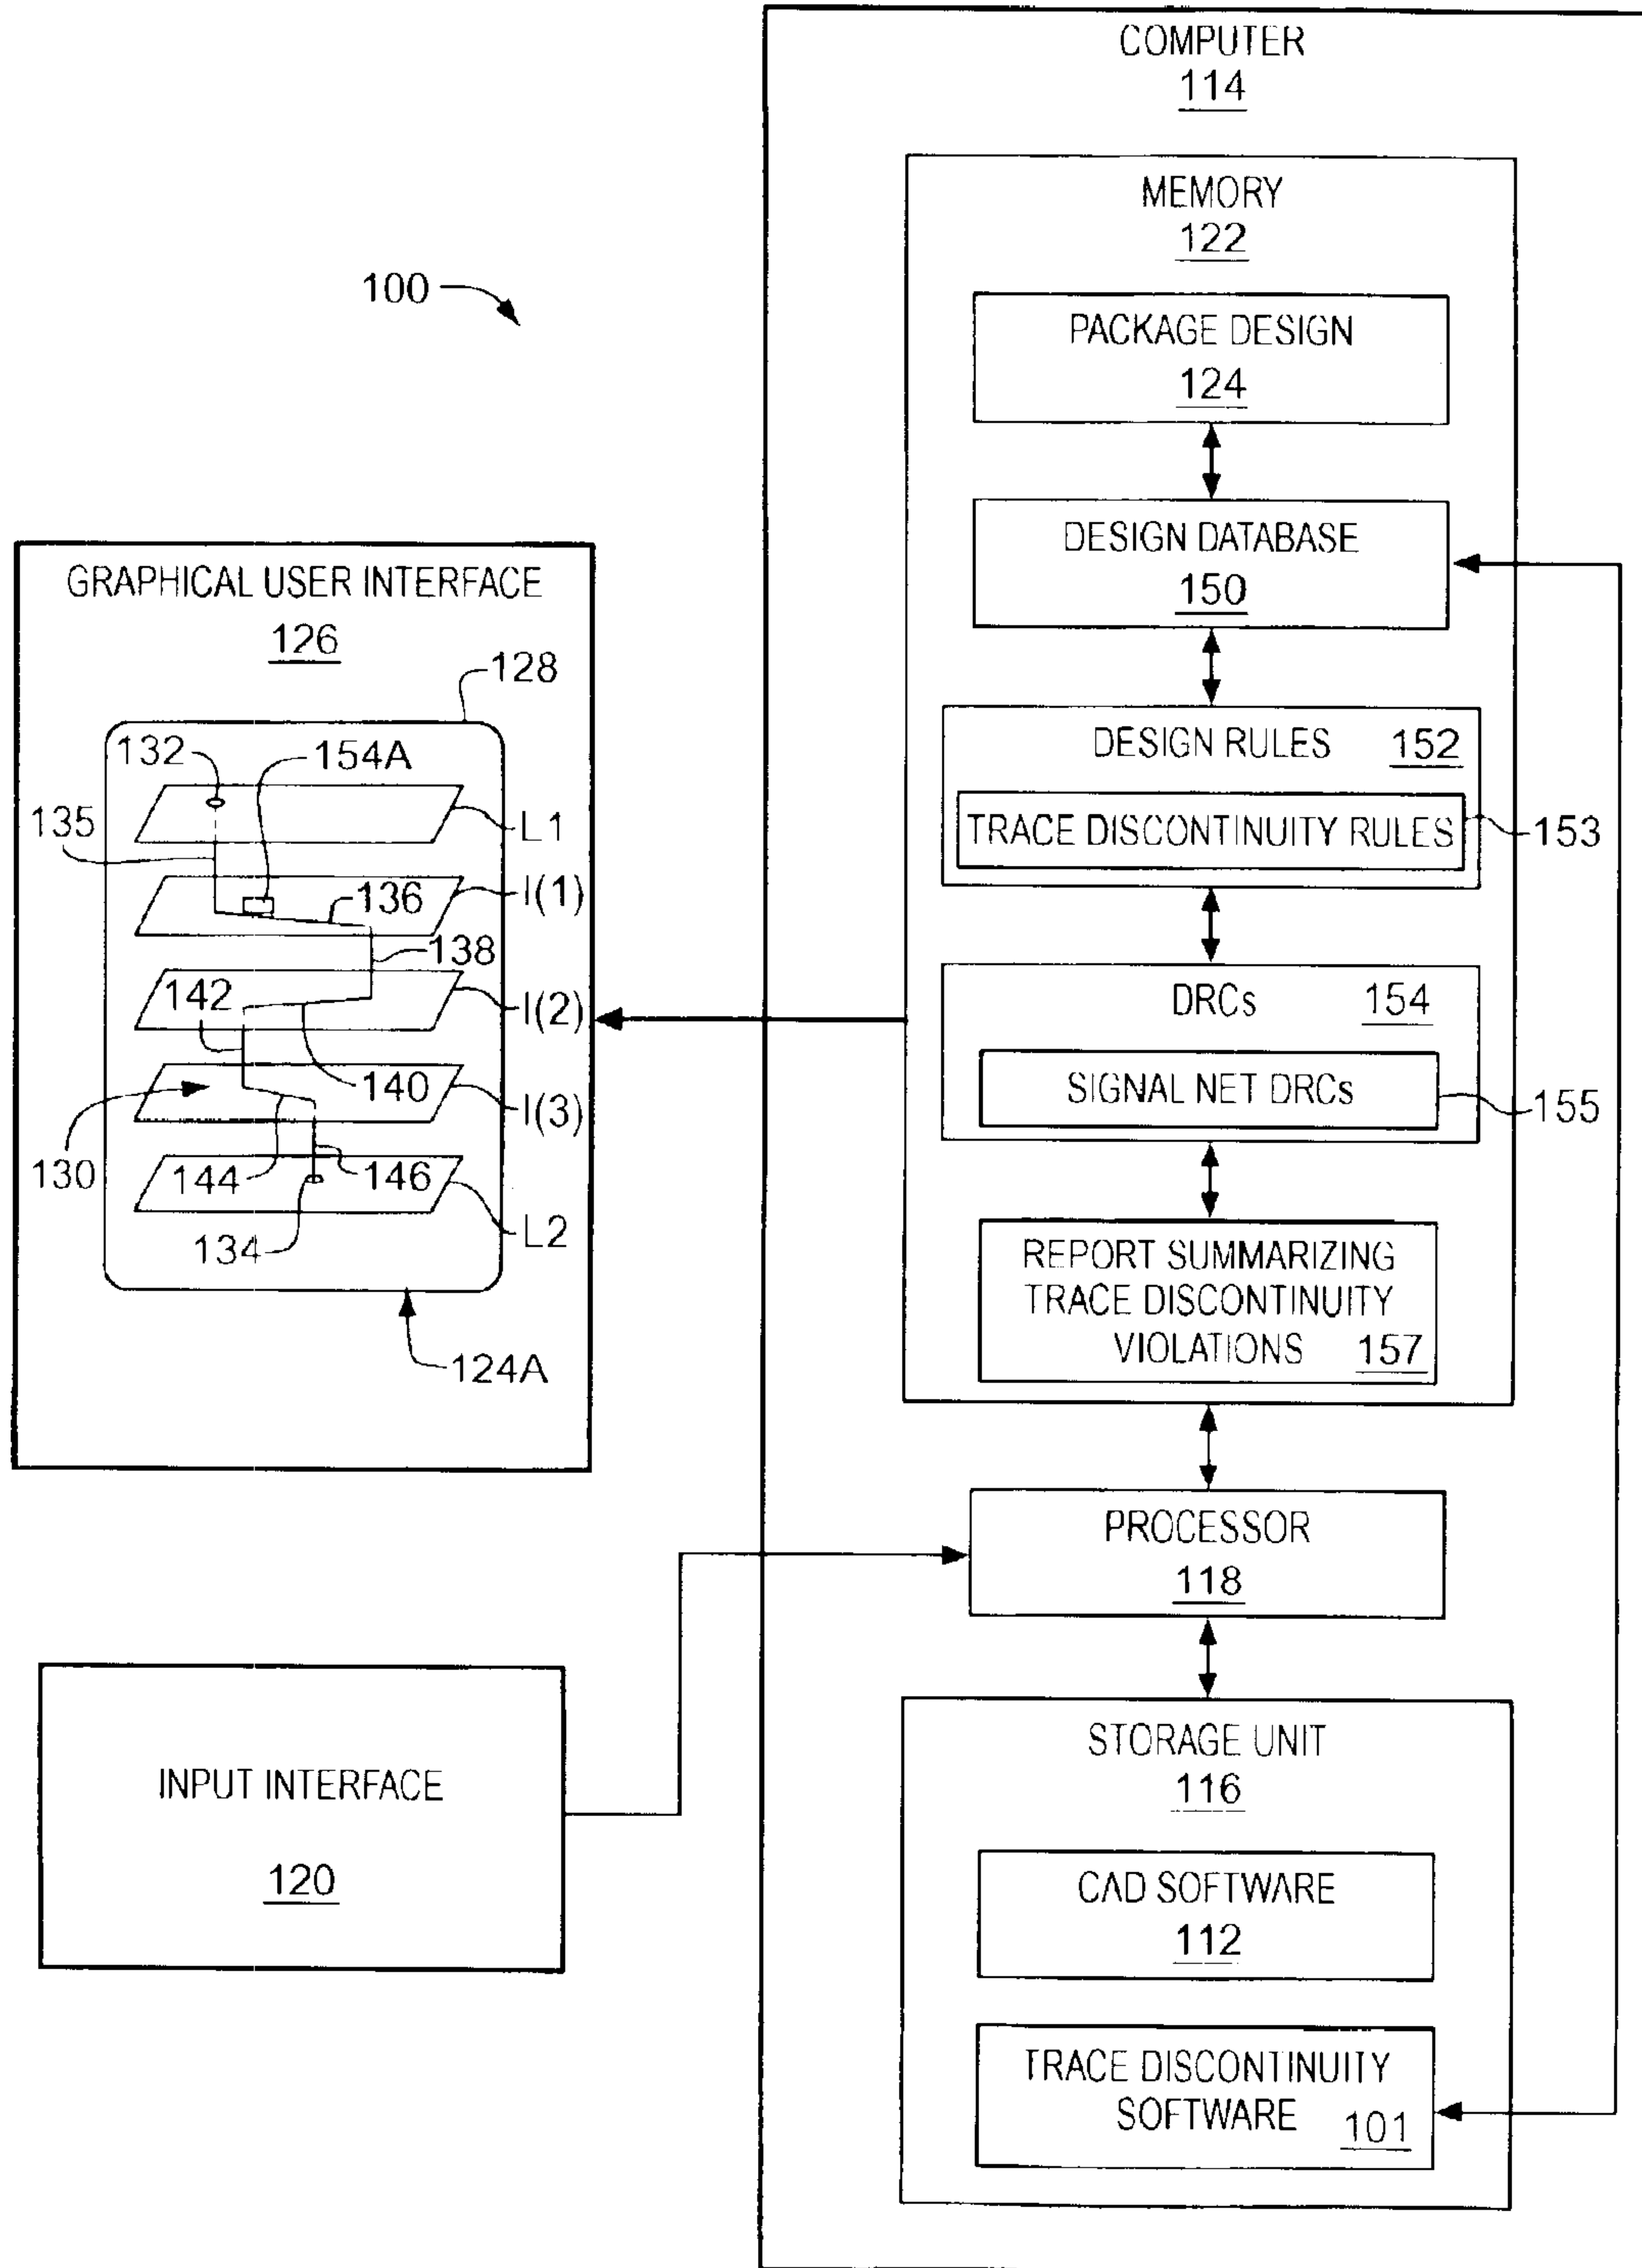 COMPUTER
114
MEMORY
122
100
PACKAGE DESIGN
124
DESIGN DATABASE
150
GRAPHICAL USER INTERFACE
126
128
132
154A
135
L1
I(1)
136
138
142
I(2)
140
I(3)
130
144
146
134
L2
124A
DESIGN RULES 152
TRACE DISCONTINUITY RULES
153
DRCs 154
SIGNAL NET DRCs
155
REPORT SUMMARIZING
TRACE DISCONTINUITY
VIOLATIONS 157
PROCESSOR
118
INPUT INTERFACE
120
STORAGE UNIT
116
CAD SOFTWARE
112
TRACE DISCONTINUITY
SOFTWARE 101